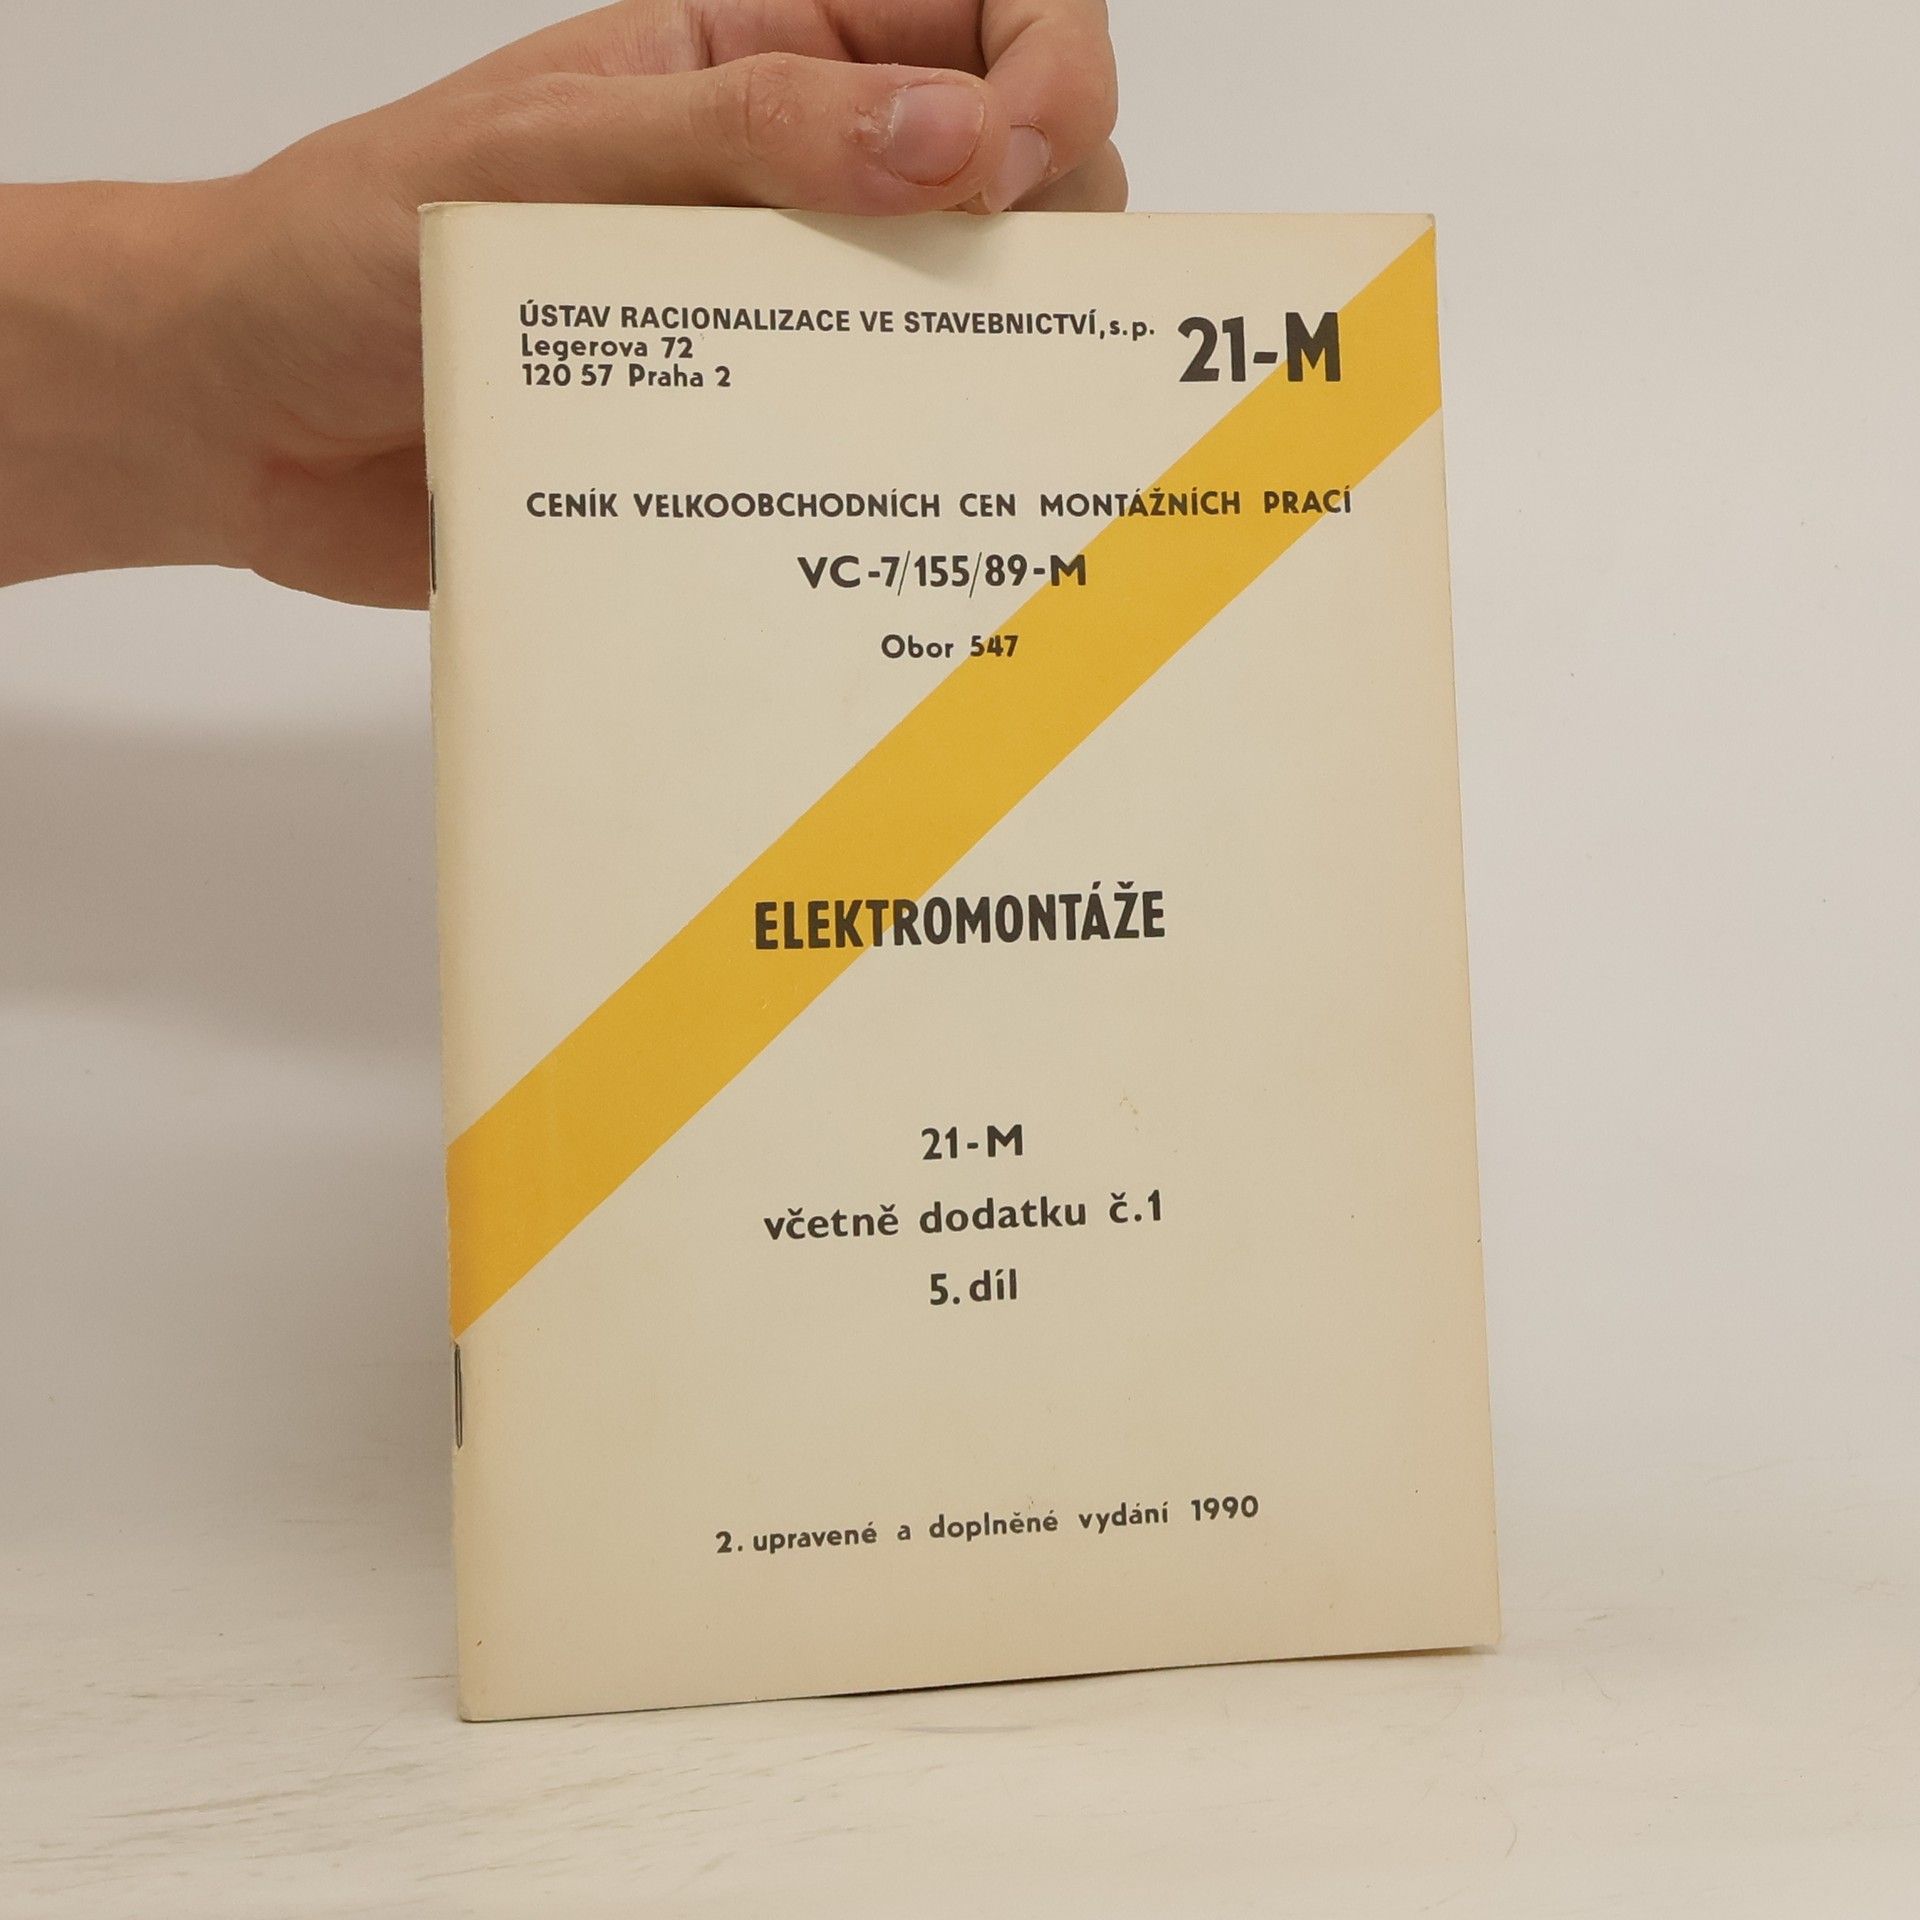 ÚSTAV RACIONALIZACE VE STAVEBNICTVÍ, s.p.
Legerova 72
120 57 Praha 2
21-M
CENÍK VELKOOBCHODNÍCH CEN MONTÁŽNÍCH PRACÍ
VC-7/155/89-M
Obor 547
ELEKTROMONTÁŽE
21-M
včetně dodatku č.1
5. díl
2. upravené a doplněné vydání 1990